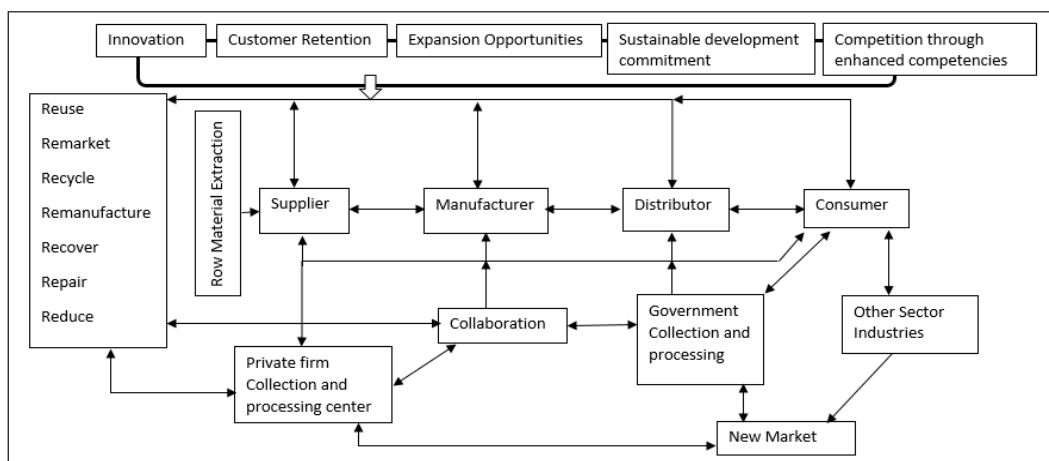 Innovation
Customer Retention
Expansion Opportunities
Sustainable development
commitment
Competition through
enhanced competencies
Reuse
Remarket
Recycle
Remanufacture
Recover
Repair
Reduce
Row Material Extraction
Supplier
Manufacturer
Distributor
Consumer
Collaboration
Government
Collection and
processing
Other Sector
Industries
Private firm
Collection and
processing center
New Market